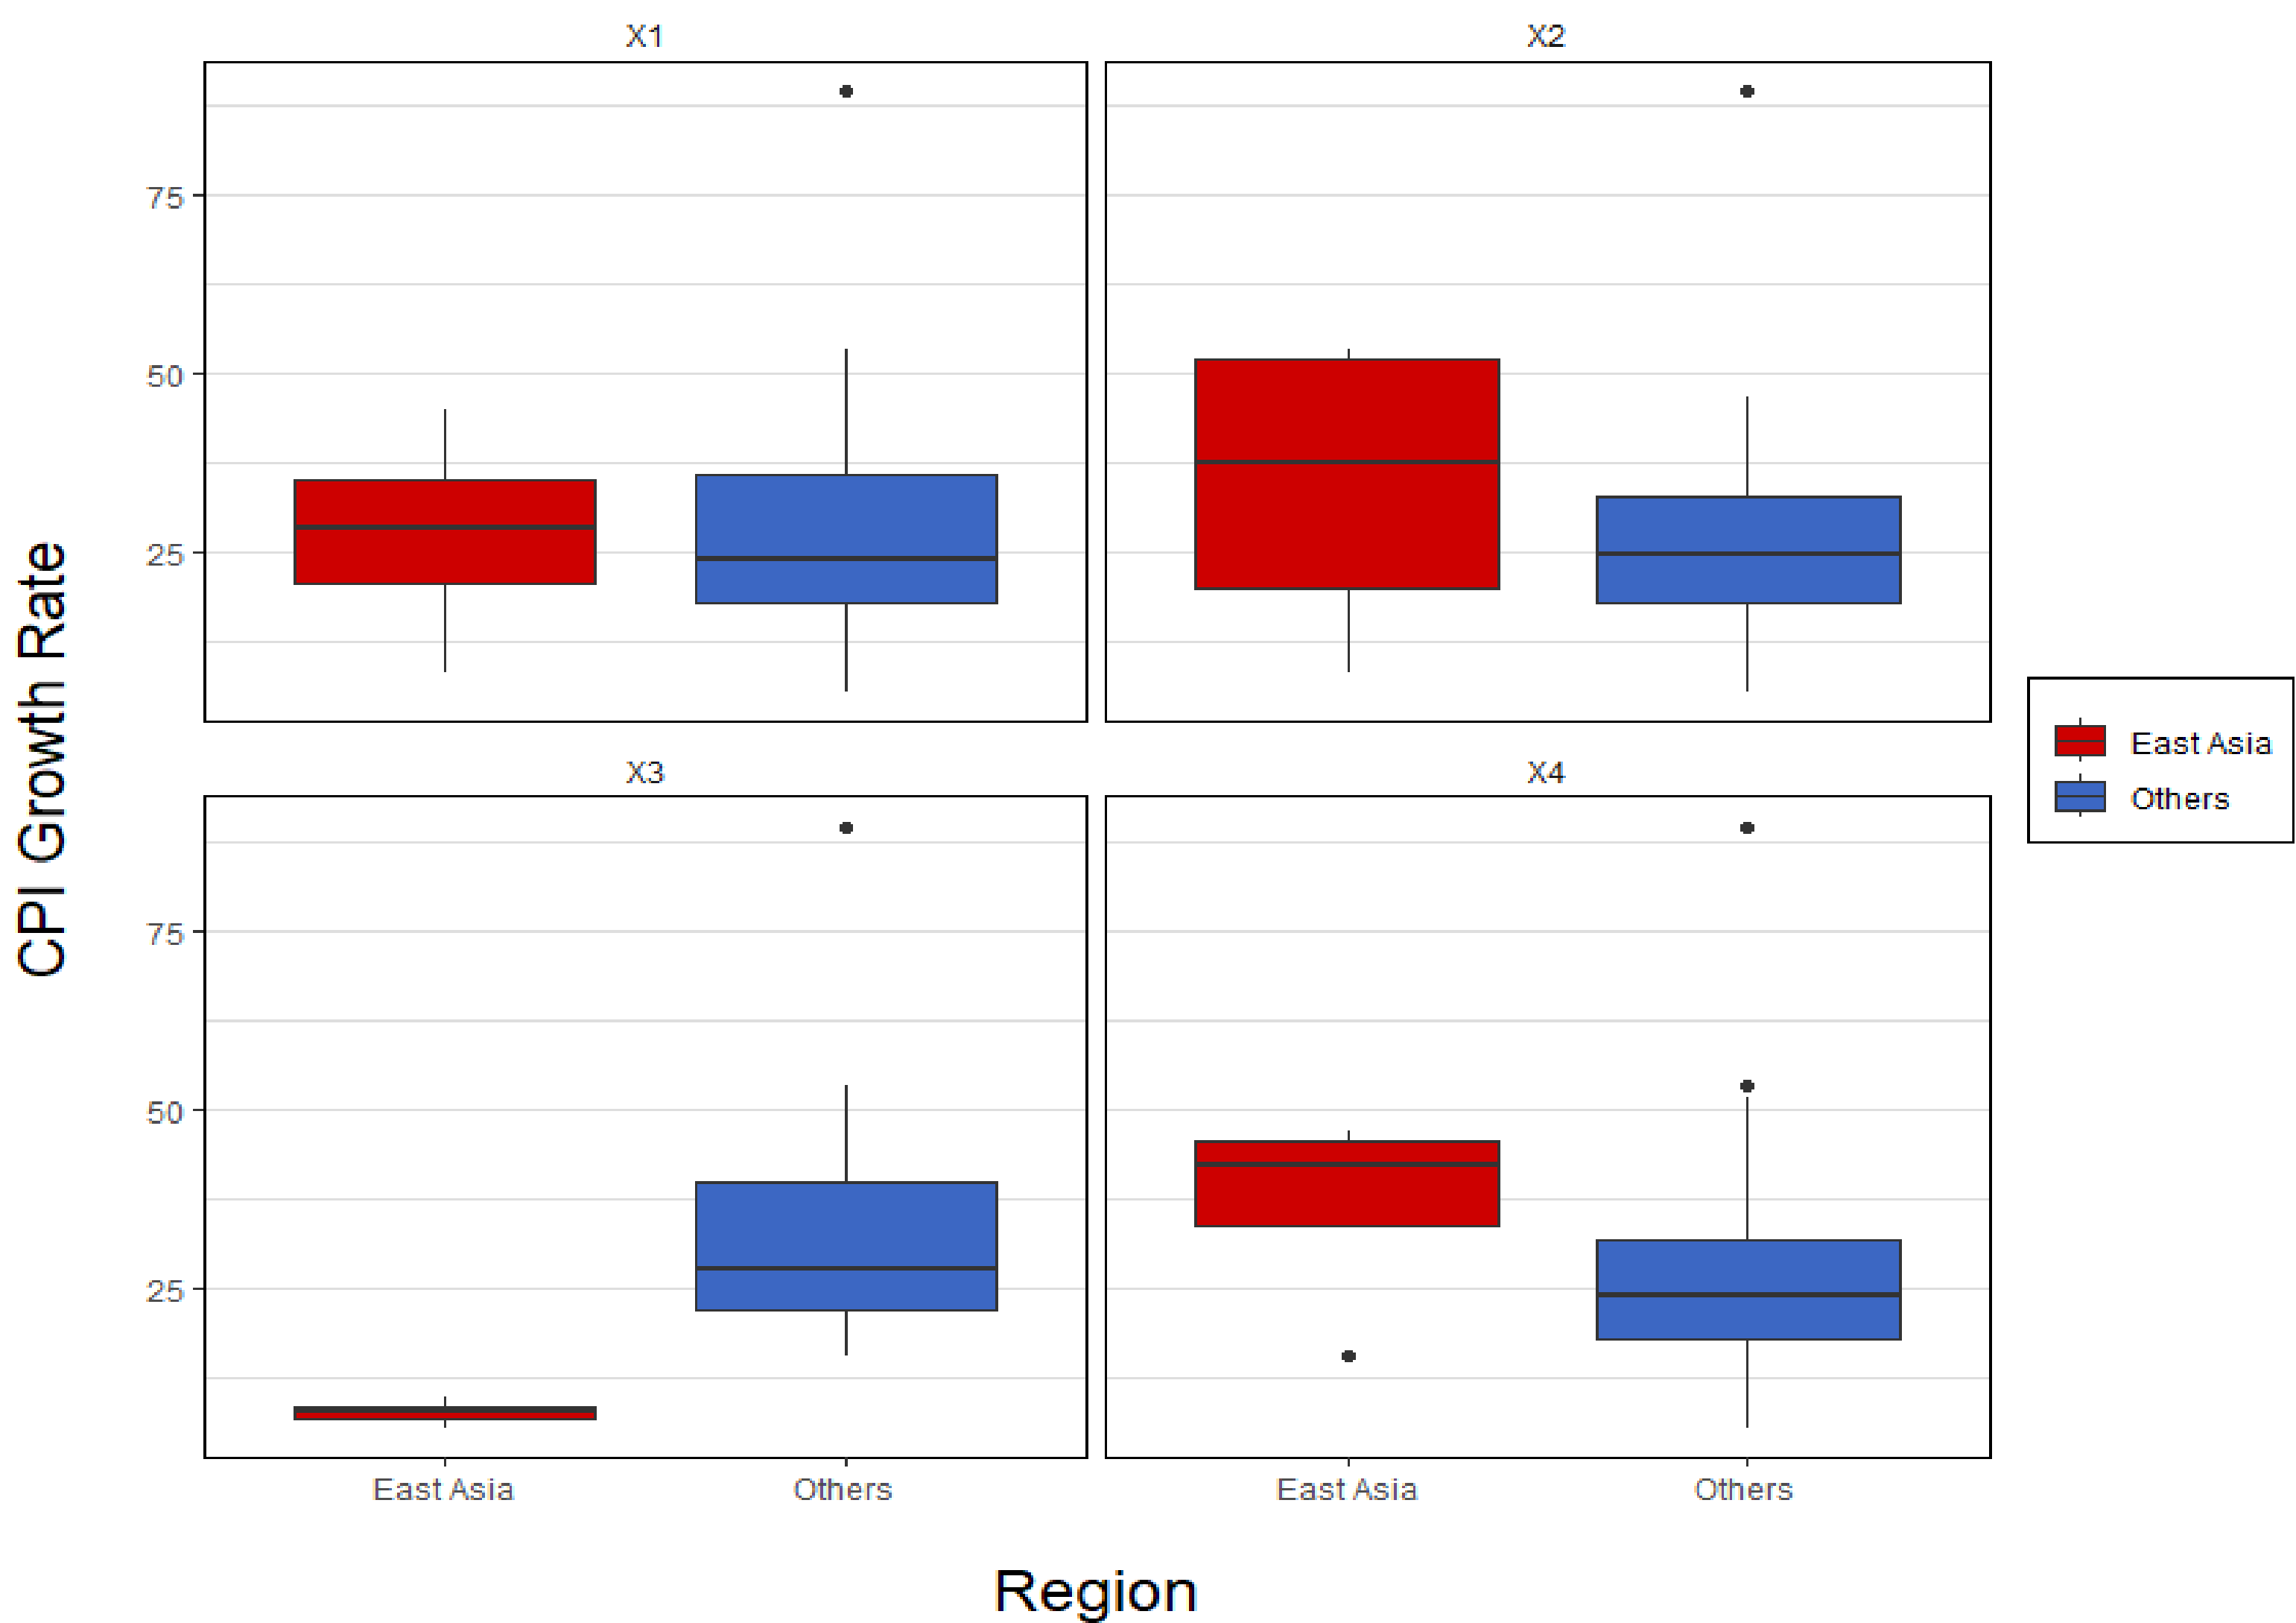 X1
X2
75
50
25
CPI Growth Rate
X3
X4
75
50
25
East Asia
Others
East Asia
Others
Region
East Asia
Others